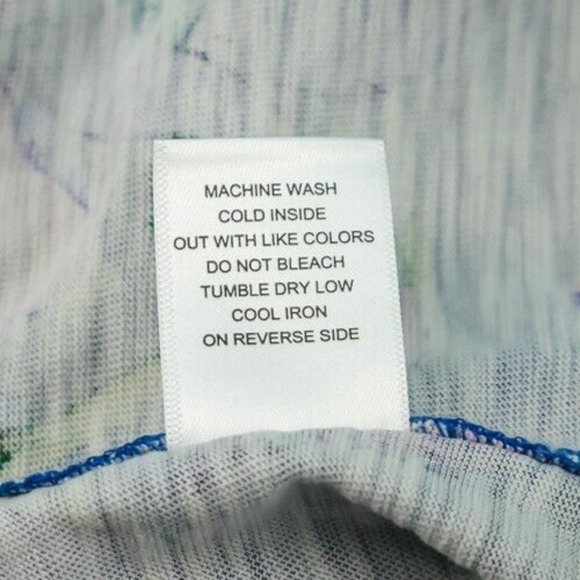 MACHINE WASH
COLD INSIDE
OUT WITH LIKE COLORS
DO NOT BLEACH
TUMBLE DRY LOW
COOL IRON
ON REVERSE SIDE